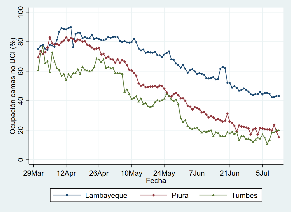 Ocupación camas no UCI (%)
100
80
60
40
20
0
29Mar 12Apr 26Apr 10May 24May 7Jun 21Jun 5Jul
Fecha
Lambayeque Piura Tumbes